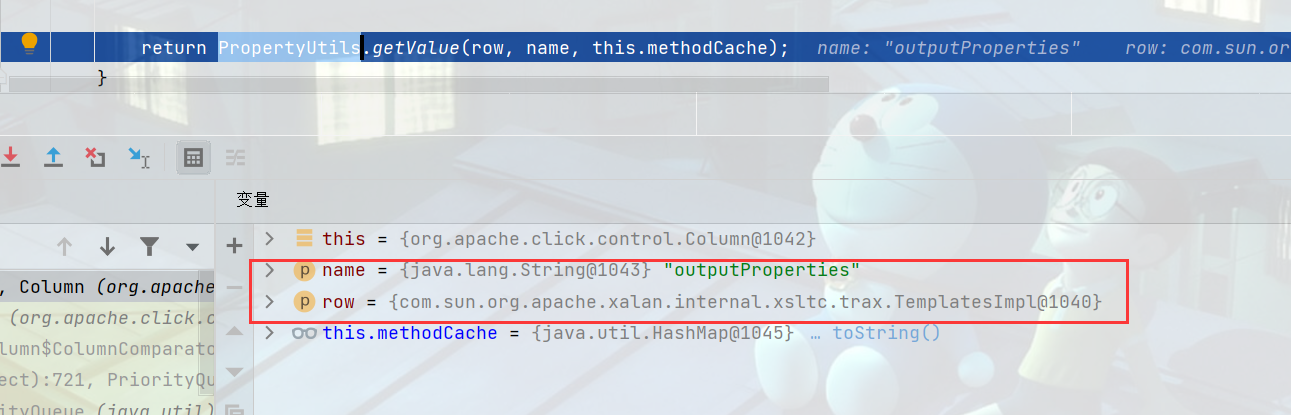 return PropertyUtils.getValue(row, name, this.methodCache); name: "outputProperties" row: com.sun.or
}
变量
this = {org.apache.click.control.Column@1042}
, Column (org.apache
name = {java.lang.String@1043} "outputProperties"
(org.apache.click.c
row = {com.sun.org.apache.xalan.internal.xsltc.trax.TemplatesImpl@1040}
lumn$ColumnComparato
this.methodCache = {java.util.HashMap@1045} … toString()
ect):721, PriorityQue
rityQueue (java.util)